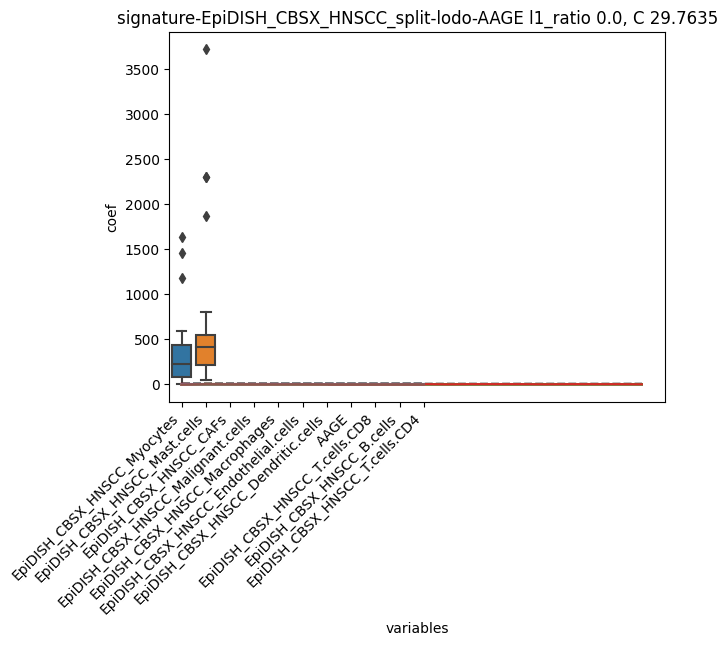 signature-EpiDISH_CBSX_HNSCC_split-lodo-AAGE l1_ratio 0.0, C 29.7635
3500
3000
2500
2000
1500
1000
500
0
coef
EpiDISH_CBSX_HNSCC_Myocytes
EpiDISH_CBSX_HNSCC_Mast.cells
EpiDISH_CBSX_HNSCC_CAFs
EpiDISH_CBSX_HNSCC_Malignant.cells
EpiDISH_CBSX_HNSCC_Macrophages
EpiDISH_CBSX_HNSCC_Endothelial.cells
EpiDISH_CBSX_HNSCC_Dendritic.cells
AAGE
EpiDISH_CBSX_HNSCC_T.cells.CD8
EpiDISH_CBSX_HNSCC_B.cells
EpiDISH_CBSX_HNSCC_T.cells.CD4
variables